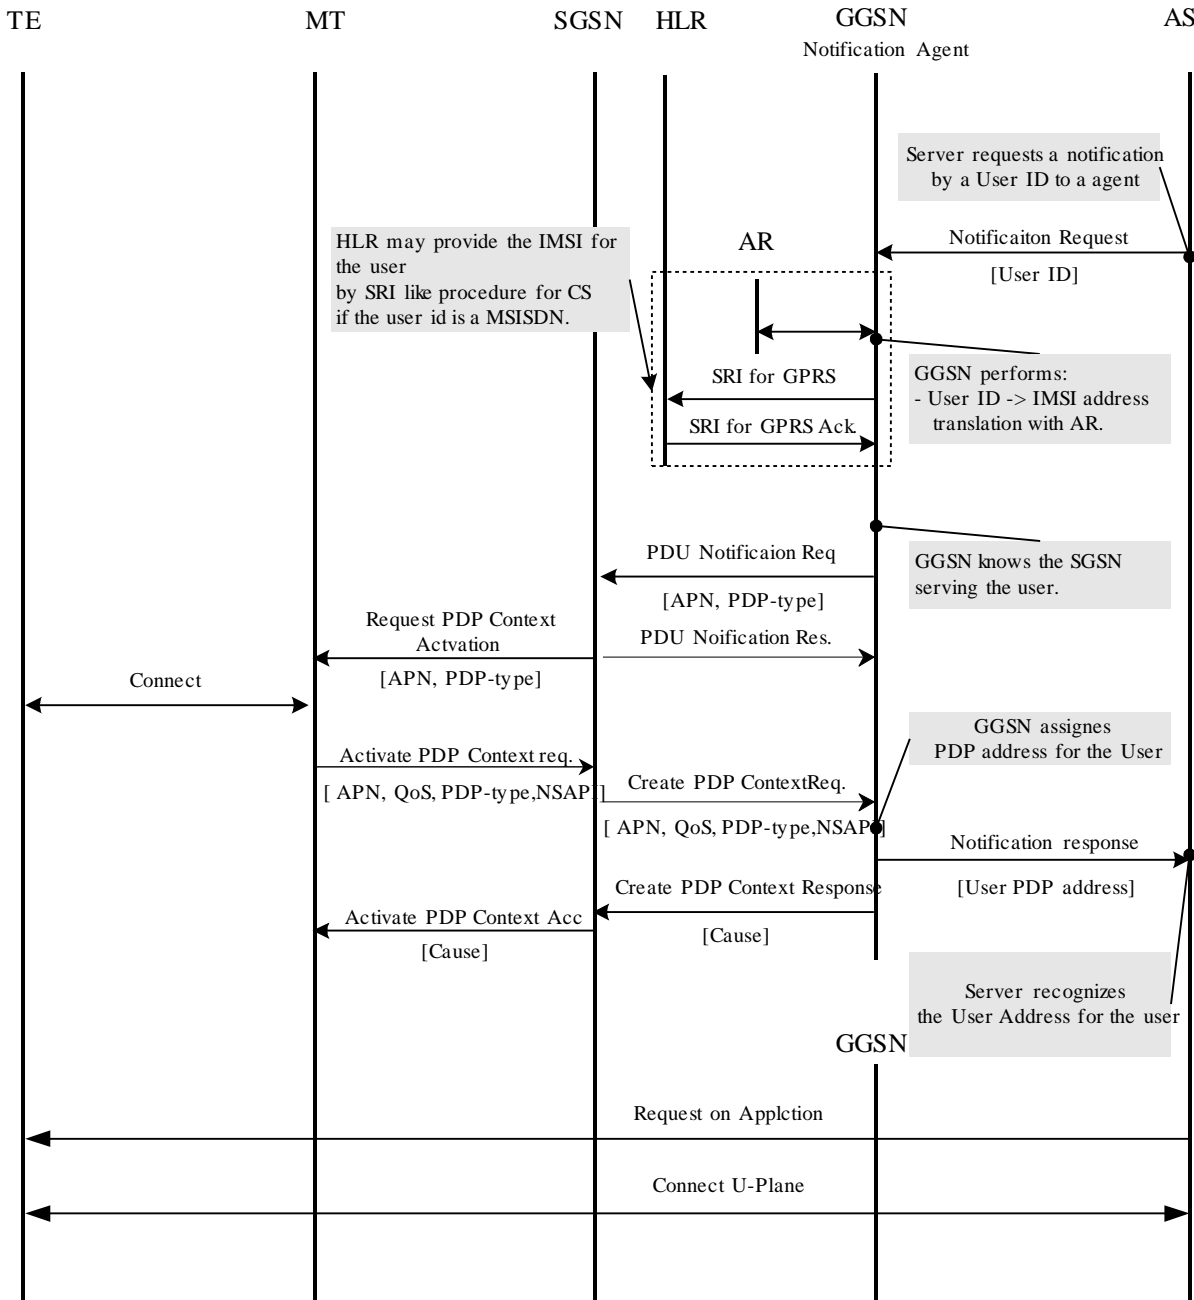 TE
MT
SGSN
HLR
GGSN
AS
Notification Agent
Server requests a notification
by a User ID to a agent
HLR may provide the IMSI for
the user
by SRI like procedure for CS
if the user id is a MSISDN.
AR
Notificaiton Request
[User ID]
SRI for GPRS
SRI for GPRS Ack
GGSN performs:
- User ID -> IMSI address
translation with AR.
PDU Notificaion Req
[APN, PDP-type]
GGSN knows the SGSN
serving the user.
Request PDP Context
Actvation
[APN, PDP-type]
PDU Noification Res.
Connect
GGSN assignes
PDP address for the User
Activate PDP Context req.
[ APN, QoS, PDP-type,NSAPI]
Create PDP ContextReq.
[ APN, QoS, PDP-type,NSAPI]
Notification response
[User PDP address]
Create PDP Context Response
[Cause]
Activate PDP Context Acc
[Cause]
Server recognizes
the User Address for the user
GGSN
Request on Applction
Connect U-Plane